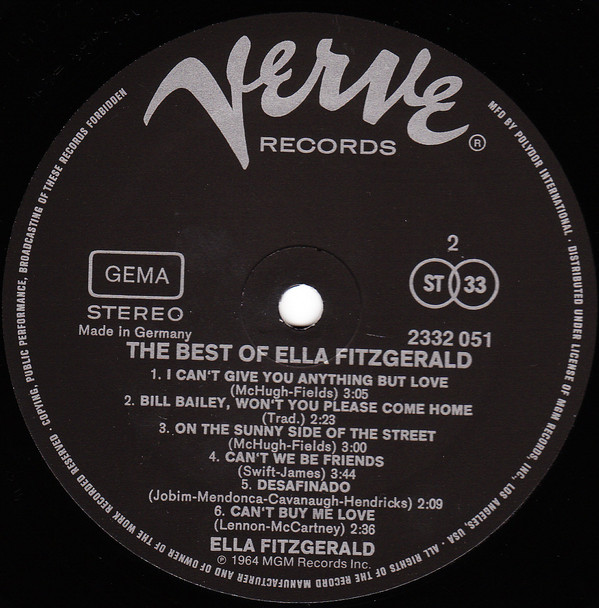 Verve
RECORDS ®
GEMA
STEREO
Made in Germany
2
ST 33
2332 051
THE BEST OF ELLA FITZGERALD
1. I CAN'T GIVE YOU ANYTHING BUT LOVE
(McHugh-Fields) 3:05
2. BILL BAILEY, WON'T YOU PLEASE COME HOME
(Trad.) 2:23
3. ON THE SUNNY SIDE OF THE STREET
(McHugh-Fields) 3:00
4. CAN'T WE BE FRIENDS
(Swift-James) 3:44
5. DESAFINADO
(Jobim-Mendonca-Cavanaugh-Hendricks) 2:09
6. CAN'T BUY ME LOVE
(Lennon-McCartney) 2:36
ELLA FITZGERALD
℗ 1964 MGM Records Inc.
MFD BY POLYDOR INTERNATIONAL · DISTRIBUTED UNDER LICENSE OF MGM RECORDS, INC., LOS ANGELES, USA · ALL RIGHTS OF THE RECORD MANUFACTURER AND OF OWNER OF THE WORK RECORDED RESERVED COPYING, PUBLIC PERFORMANCE, BROADCASTING OF THESE RECORDS FORBIDDEN